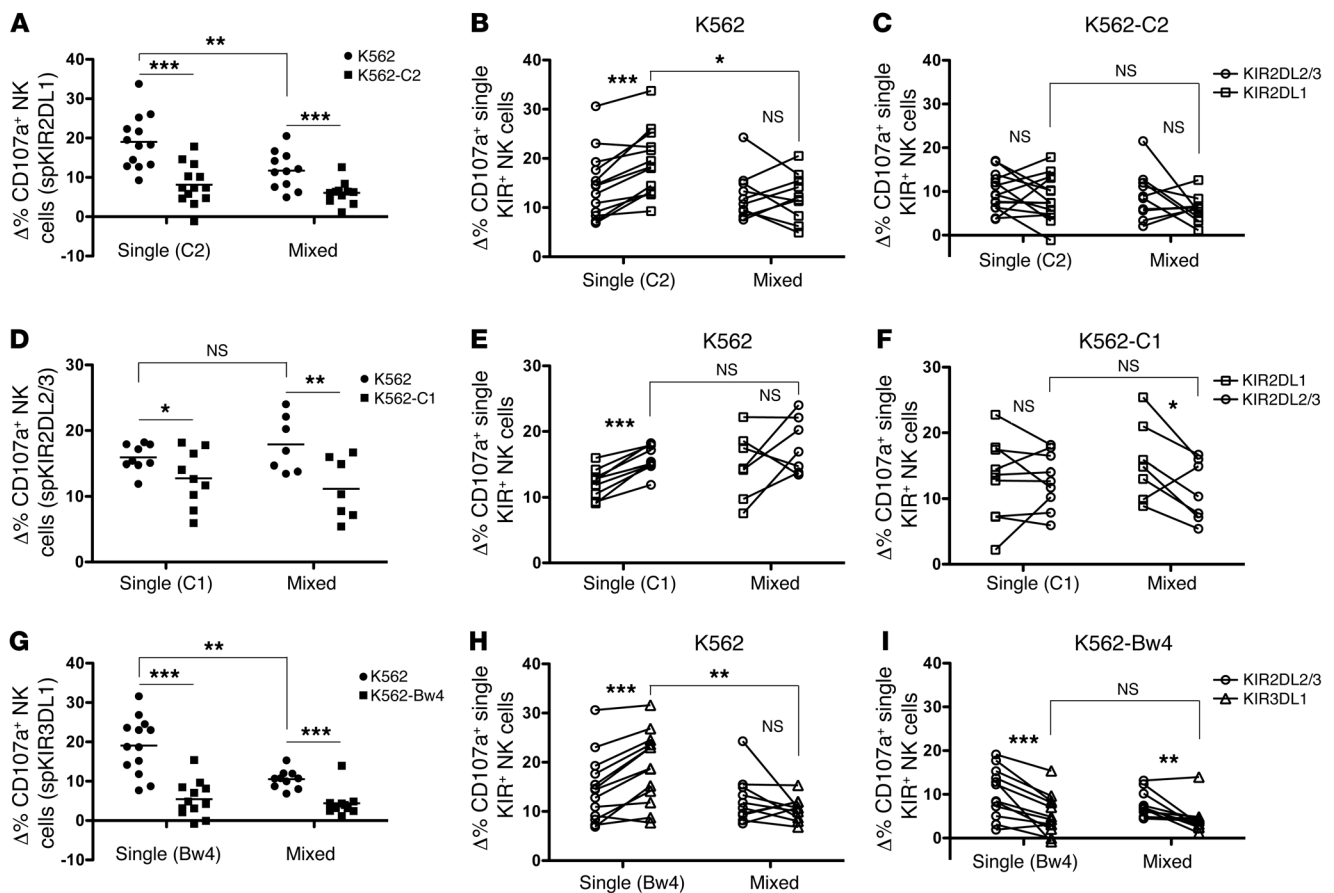 A
Δ% CD107a⁺ NK
cells (spKIR2DL1)
40
30
20
10
0
-10
**
***
***
K562
K562-C2
Single (C2)
Mixed
B
K562
Δ% CD107a⁺ single
KIR⁺ NK cells
40
30
20
10
0
***
*
NS
Single (C2)
Mixed
C
K562-C2
Δ% CD107a⁺ single
KIR⁺ NK cells
40
30
20
10
0
NS
NS
NS
KIR2DL2/3
KIR2DL1
Single (C2)
Mixed
D
Δ% CD107a⁺ NK
cells (spKIR2DL2/3)
30
20
10
0
NS
*
**
K562
K562-C1
Single (C1)
Mixed
E
K562
Δ% CD107a⁺ single
KIR⁺ NK cells
30
20
10
0
***
NS
NS
Single (C1)
Mixed
F
K562-C1
Δ% CD107a⁺ single
KIR⁺ NK cells
30
20
10
0
NS
NS
*
KIR2DL1
KIR2DL2/3
Single (C1)
Mixed
G
Δ% CD107a⁺ NK
cells (spKIR3DL1)
40
30
20
10
0
-10
**
***
***
K562
K562-Bw4
Single (Bw4)
Mixed
H
K562
Δ% CD107a⁺ single
KIR⁺ NK cells
40
30
20
10
0
***
**
NS
Single (Bw4)
Mixed
I
K562-Bw4
Δ% CD107a⁺ single
KIR⁺ NK cells
40
30
20
10
0
***
NS
**
KIR2DL2/3
KIR3DL1
Single (Bw4)
Mixed